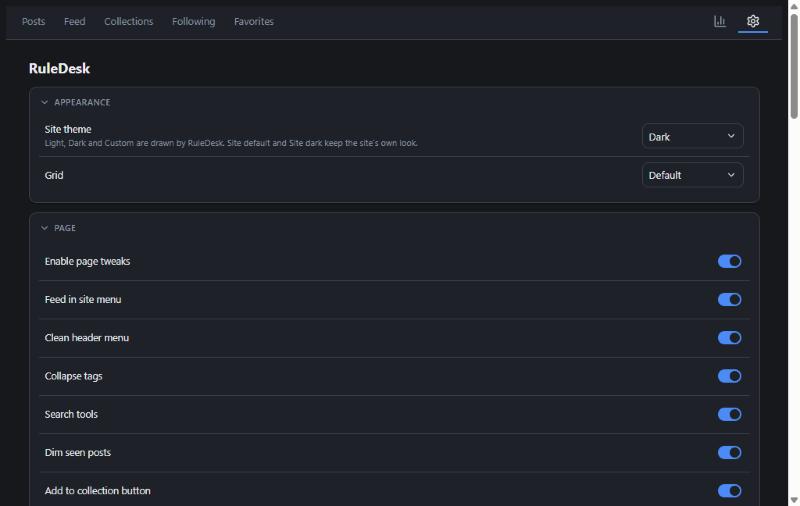 Posts Feed Collections Following Favorites
RuleDesk
APPEARANCE
Site theme
Light, Dark and Custom are drawn by RuleDesk. Site default and Site dark keep the site's own look.
Dark
Grid
Default
PAGE
Enable page tweaks
Feed in site menu
Clean header menu
Collapse tags
Search tools
Dim seen posts
Add to collection button